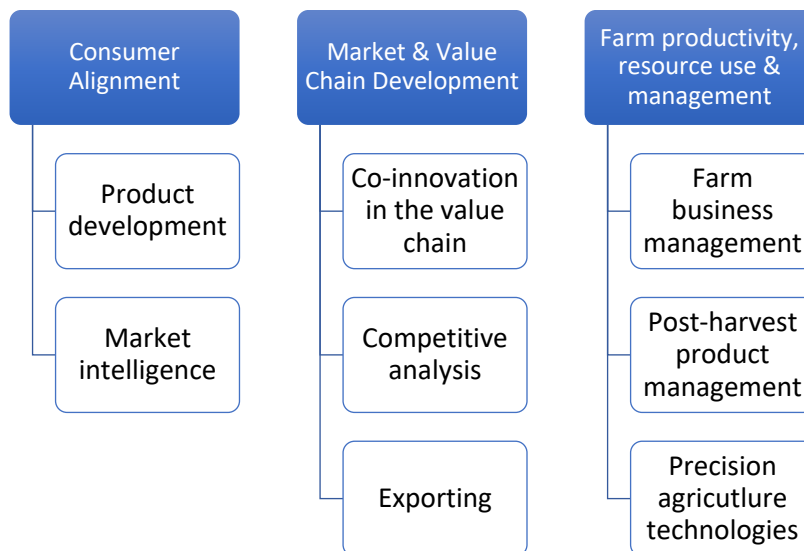 Consumer
Alignment
Product
development
Market
intelligence
Market & Value
Chain Development
Co-innovation
in the value
chain
Competitive
analysis
Exporting
Farm productivity,
resource use &
management
Farm
business
management
Post-harvest
product
management
Precision
agricutlure
technologies